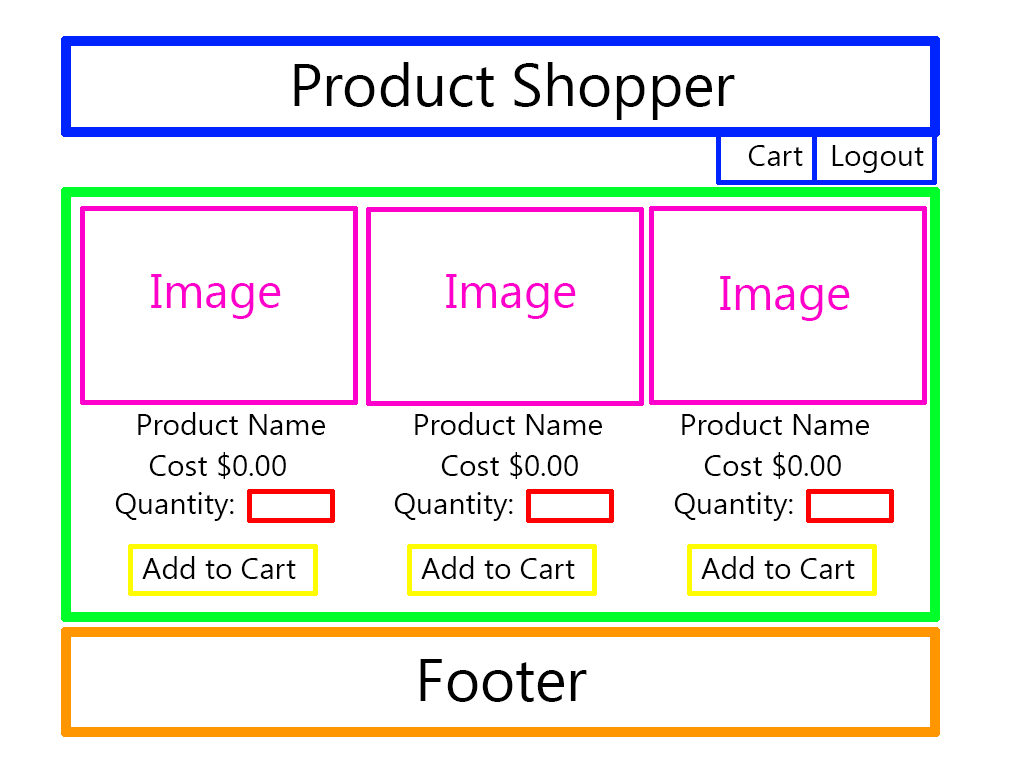 Product Shopper
Cart
Logout
Image
Image
Image
Product Name
Product Name
Product Name
Cost $0.00
Cost $0.00
Cost $0.00
Quantity:
Quantity:
Quantity:
Add to Cart
Add to Cart
Add to Cart
Footer